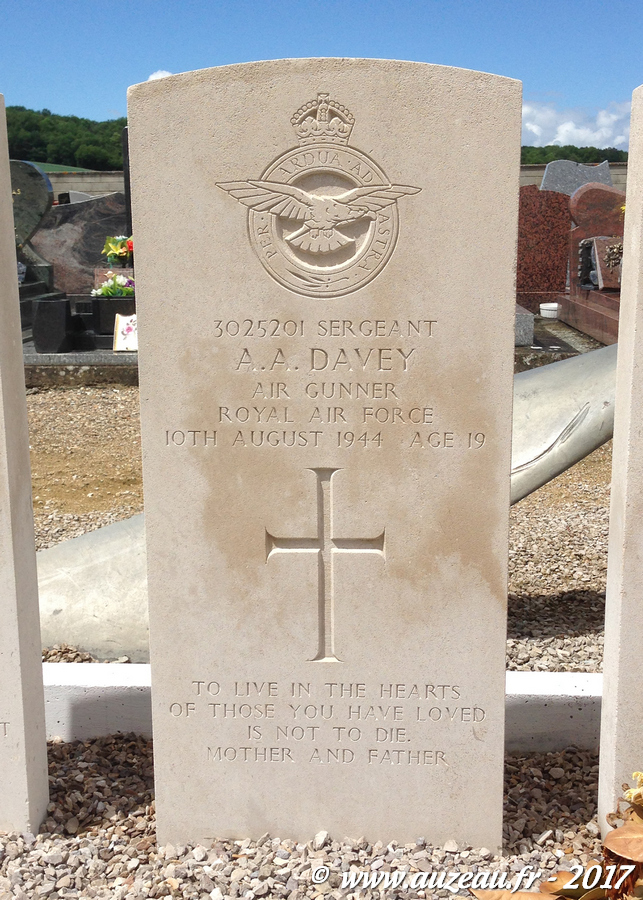 PER ARDUA AD ASTRA
3025201 SERGEANT
A. A. DAVEY
AIR GUNNER
ROYAL AIR FORCE
10TH AUGUST 1944 AGE 19
TO LIVE IN THE HEARTS
OF THOSE YOU HAVE LOVED
IS NOT TO DIE.
MOTHER AND FATHER
T
© www.auzeau.fr - 2017